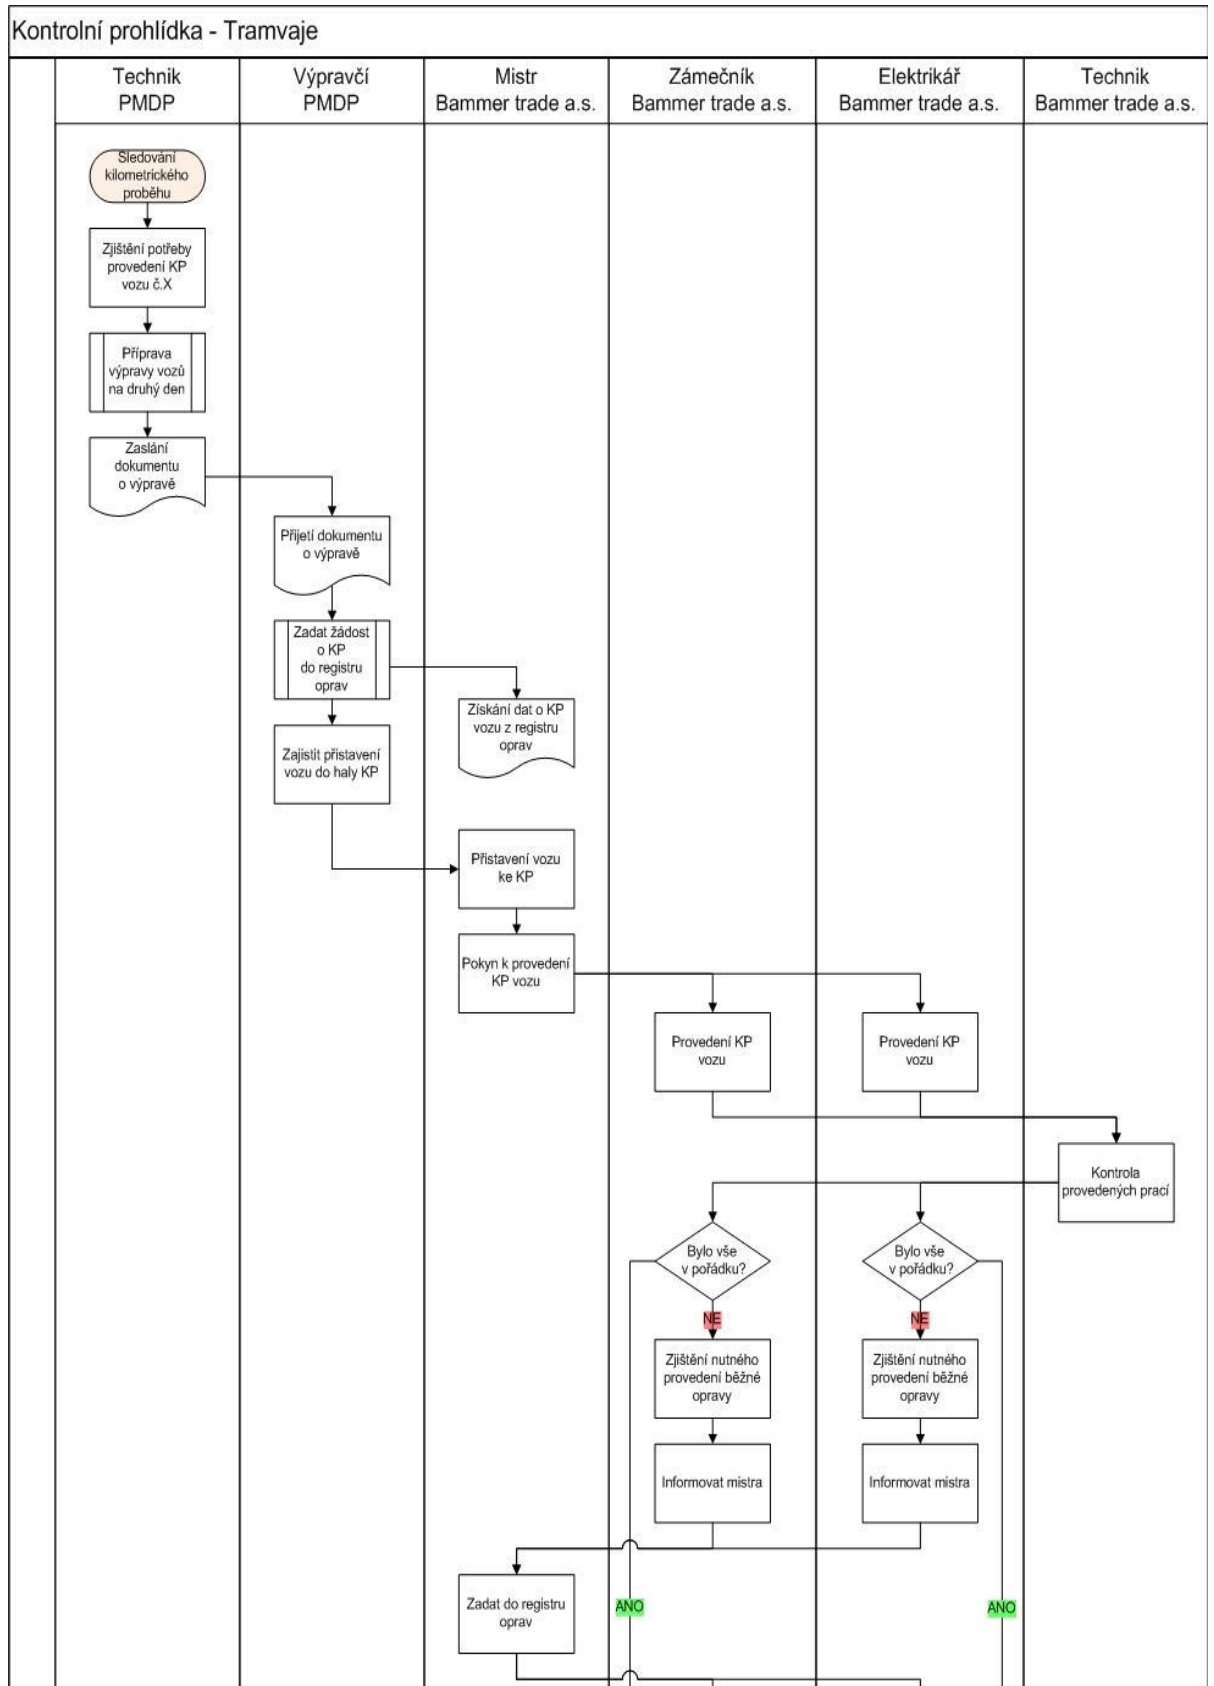 Kontrolní prohlídka - Tramvaje
Technik
PMDP
Výpravčí
PMDP
Mistr
Bammer trade a.s.
Zámečník
Bammer trade a.s.
Elektrikář
Bammer trade a.s.
Technik
Bammer trade a.s.
Sledování
kilometrického
proběhu
Zjištění potřeby
provedení KP
vozu č.X
Příprava
výpravy vozů
na druhý den
Zaslání
dokumentu
o výpravě
Přijetí dokumentu
o výpravě
Zadat žádost
o KP
do registru
oprav
Získání dat o KP
vozu z registru
oprav
Zajistit přistavení
vozu do haly KP
Přistavení vozu
ke KP
Pokyn k provedení
KP vozu
Provedení KP
vozu
Provedení KP
vozu
Kontrola
provedených prací
Bylo vše
v pořádku?
Bylo vše
v pořádku?
NE
NE
Zjištění nutného
provedení běžné
opravy
Zjištění nutného
provedení běžné
opravy
Informovat mistra
Informovat mistra
Zadat do registru
oprav
ANO
ANO